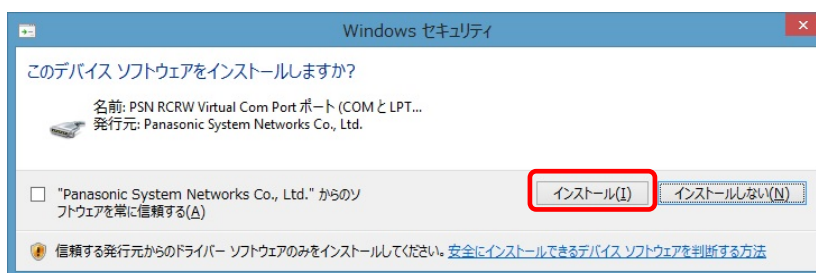 Windows セキュリティ
このデバイス ソフトウェアをインストールしますか?
名前: PSN RCRW Virtual Com Port ポート (COM と LPT...
発行元: Panasonic System Networks Co., Ltd.
"Panasonic System Networks Co., Ltd." からのソ
フトウェアを常に信頼する(A)
インストール(I)
インストールしない(N)
信頼する発行元からのドライバー ソフトウェアのみをインストールしてください。安全にインストールできるデバイス ソフトウェアを判断する方法